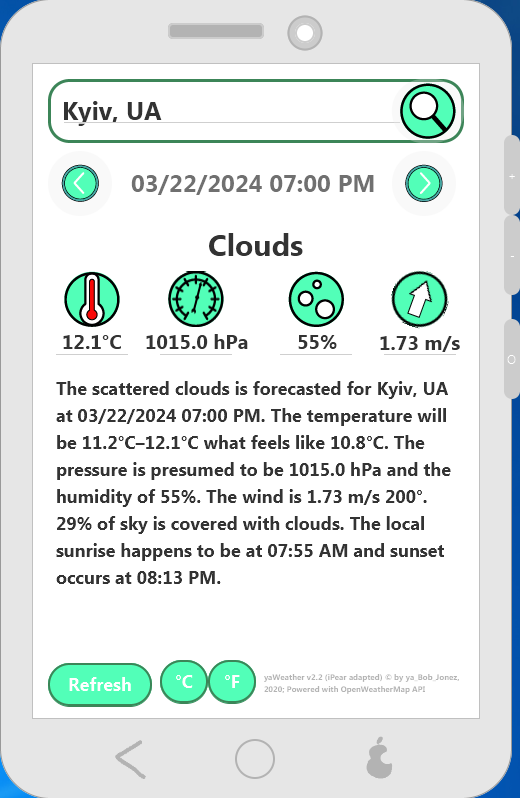 Kyiv, UA
03/22/2024 07:00 PM
Clouds
12.1°C 1015.0 hPa 55% 1.73 m/s
The scattered clouds is forecasted for Kyiv, UA
at 03/22/2024 07:00 PM. The temperature will
be 11.2°C–12.1°C what feels like 10.8°C. The
pressure is presumed to be 1015.0 hPa and the
humidity of 55%. The wind is 1.73 m/s 200°.
29% of sky is covered with clouds. The local
sunrise happens to be at 07:55 AM and sunset
occurs at 08:13 PM.
Refresh °C °F
yaWeather v2.2 (iPear adapted) © by ya_Bob_Jonez,
2020; Powered with OpenWeatherMap API
+
-
O